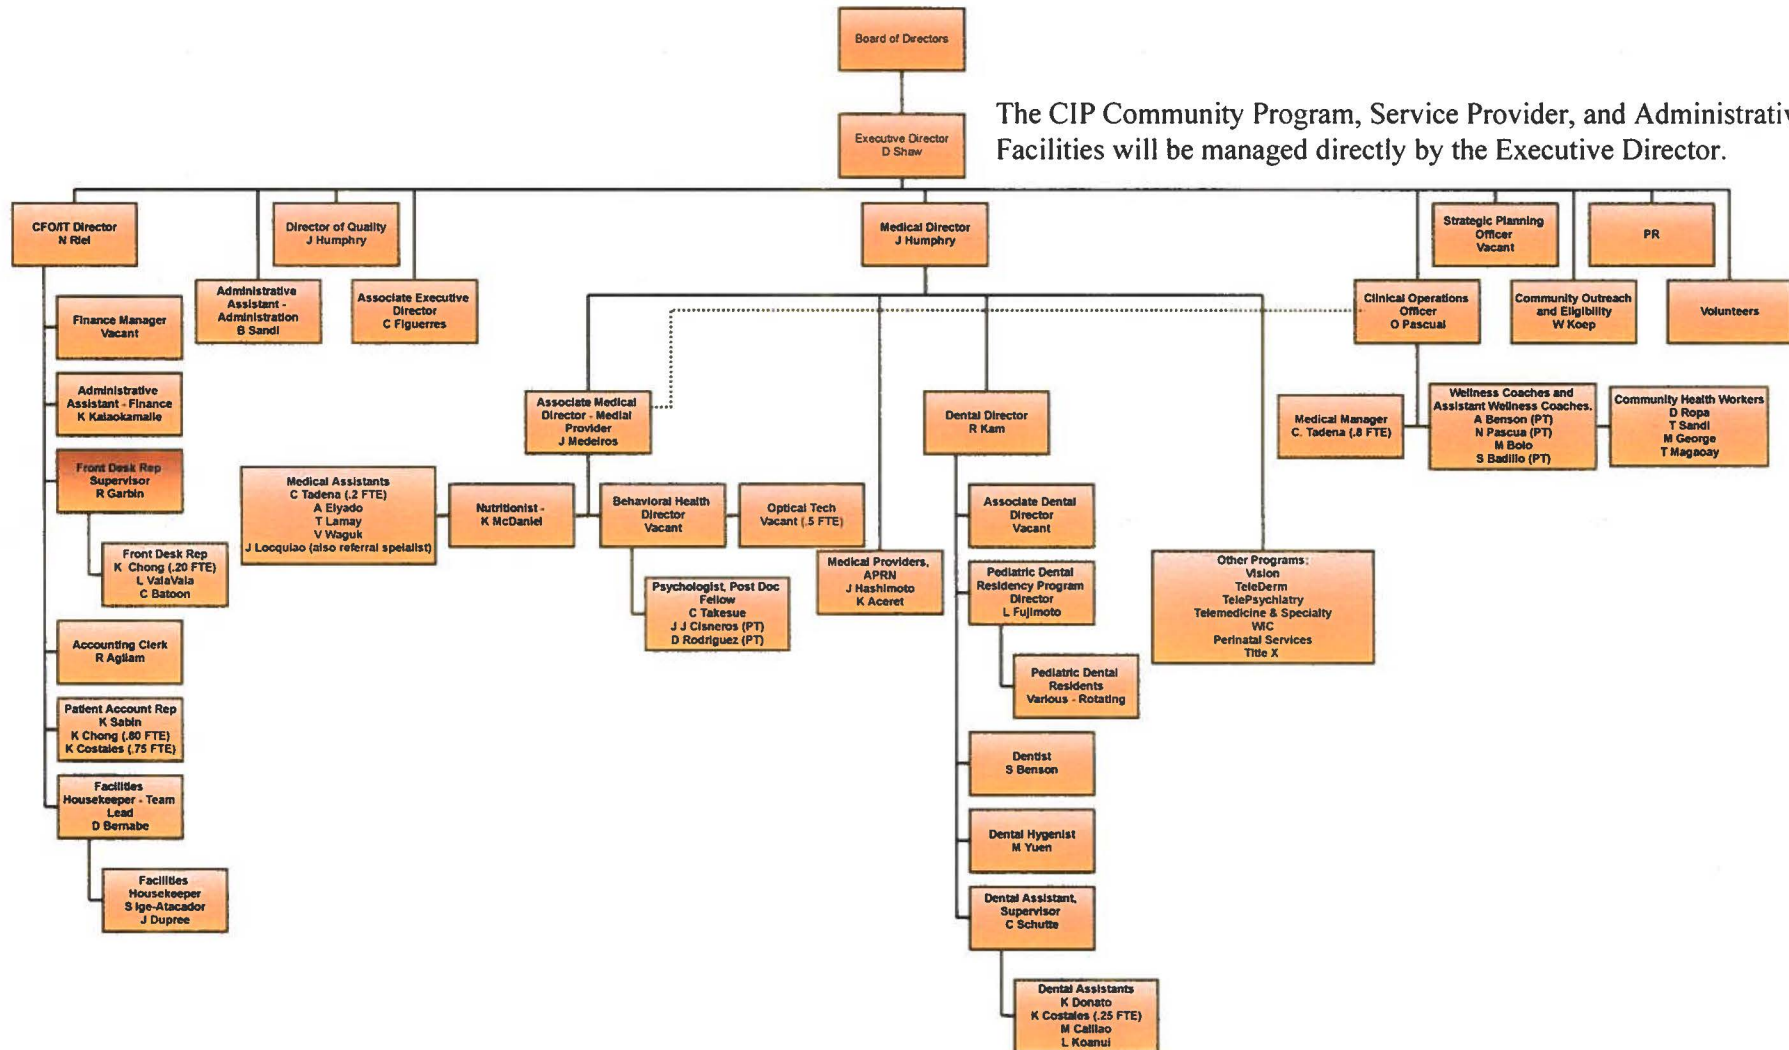 Board of Directors
Executive Director
D Shaw
The CIP Community Program, Service Provider, and Administrativ
Facilities will be managed directly by the Executive Director.
CFO/IT Director
N Riel
Director of Quality
J Humphry
Medical Director
J Humphry
Strategic Planning
Officer
Vacant
PR
Administrative
Assistant -
Administration
B Sandi
Associate Executive
Director
C Figuerres
Clinical Operations
Officer
O Pascual
Community Outreach
and Eligibility
W Koep
Volunteers
Finance Manager
Vacant
Administrative
Assistant - Finance
K Kalaokamalie
Front Desk Rep
Supervisor
R Garbin
Front Desk Rep
K Chong (.20 FTE)
L ValaVala
C Batoon
Accounting Clerk
R Agliam
Patient Account Rep
K Sabin
K Chong (.80 FTE)
K Costales (.75 FTE)
Facilities
Housekeeper - Team
Lead
D Bernabe
Facilities
Housekeeper
S Ige-Atacador
J Dupree
Associate Medical
Director - Medial
Provider
J Medeiros
Medical Assistants
C Tadena (.2 FTE)
A Elyado
T Lamay
V Waguk
J Locquiao (also referral spelalist)
Nutritionist -
K McDaniel
Behavioral Health
Director
Vacant
Optical Tech
Vacant (.5 FTE)
Psychologist, Post Doc
Fellow
C Takesue
J J Cisneros (PT)
D Rodriguez (PT)
Medical Providers,
APRN
J Hashimoto
K Aceret
Dental Director
R Kam
Associate Dental
Director
Vacant
Pediatric Dental
Residency Program
Director
L Fujimoto
Pediatric Dental
Residents
Various - Rotating
Dentist
S Benson
Dental Hygenist
M Yuen
Dental Assistant,
Supervisor
C Schutte
Dental Assistants
K Donato
K Costales (.25 FTE)
M Calilao
L Koanui
Other Programs:
Vision
TeleDerm
TelePsychiatry
Telemedicine & Specialty
WIC
Perinatal Services
Title X
Medical Manager
C. Tadena (.8 FTE)
Wellness Coaches and
Assistant Wellness Coaches.
A Benson (PT)
N Pascua (PT)
M Bolo
S Badillo (PT)
Community Health Workers
D Ropa
T Sandi
M George
T Magaoay